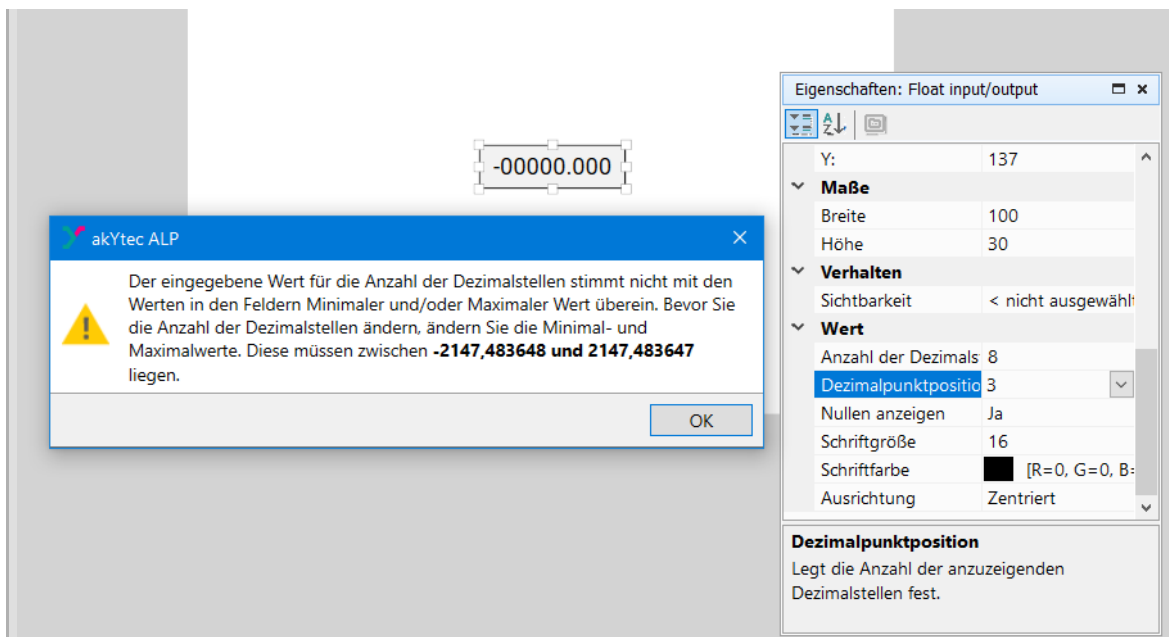 Eigenschaften: Float input/output
Y: 137
Maße
Breite 100
Höhe 30
Verhalten
Sichtbarkeit < nicht ausgewählt
Wert
Anzahl der Dezimals 8
Dezimalpunktpositio 3
Nullen anzeigen Ja
Schriftgröße 16
Schriftfarbe [R=0, G=0, B=
Ausrichtung Zentriert
Dezimalpunktposition
Legt die Anzahl der anzuzeigenden
Dezimalstellen fest.
-00000.000
akYtec ALP
Der eingegebene Wert für die Anzahl der Dezimalstellen stimmt nicht mit den
Werten in den Feldern Minimaler und/oder Maximaler Wert überein. Bevor Sie
die Anzahl der Dezimalstellen ändern, ändern Sie die Minimal- und
Maximalwerte. Diese müssen zwischen -2147,483648 und 2147,483647
liegen.
OK